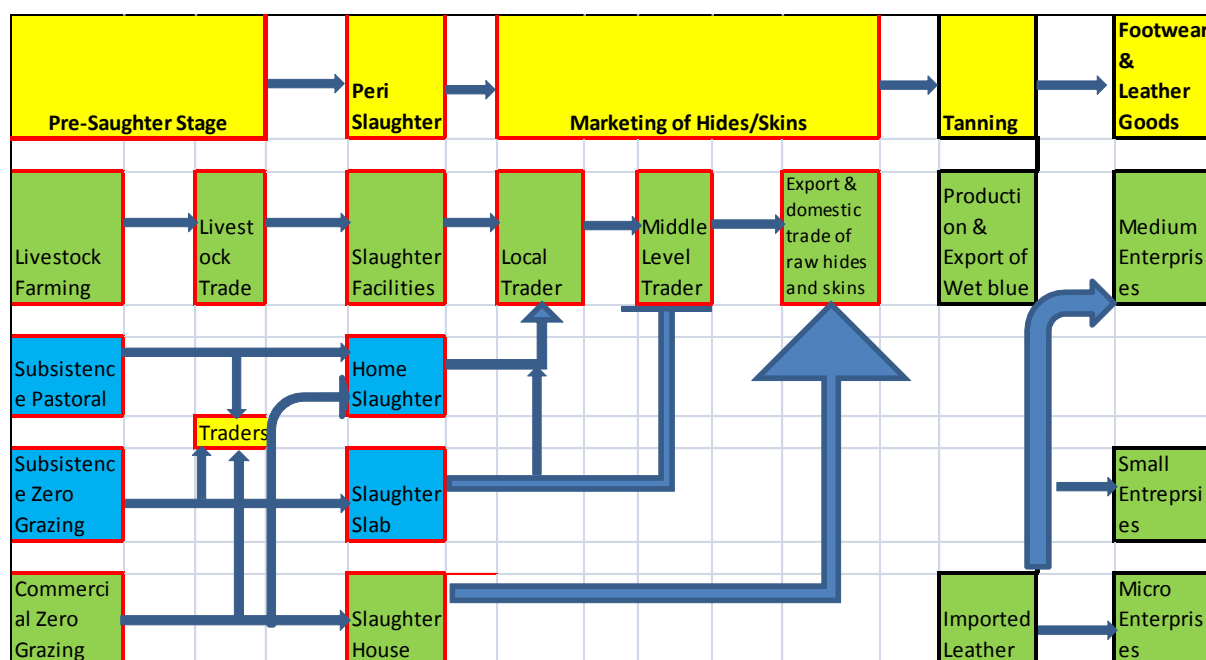 Pre-Saughter Stage
Peri
Slaughter
Marketing of Hides/Skins
Tanning
Footwear
&
Leather
Goods
Livestock
Farming
Livest
ock
Trade
Slaughter
Facilities
Local
Trader
Middle
Level
Trader
Export &
domestic
trade of
raw hides
and skins
Producti
on &
Export of
Wet blue
Medium
Enterpris
es
Subsistenc
e Pastoral
Home
Slaughter
Traders
Subsistenc
e Zero
Grazing
Slaughter
Slab
Small
Entreprsi
es
Commerci
al Zero
Grazing
Slaughter
House
Imported
Leather
Micro
Enterpris
es